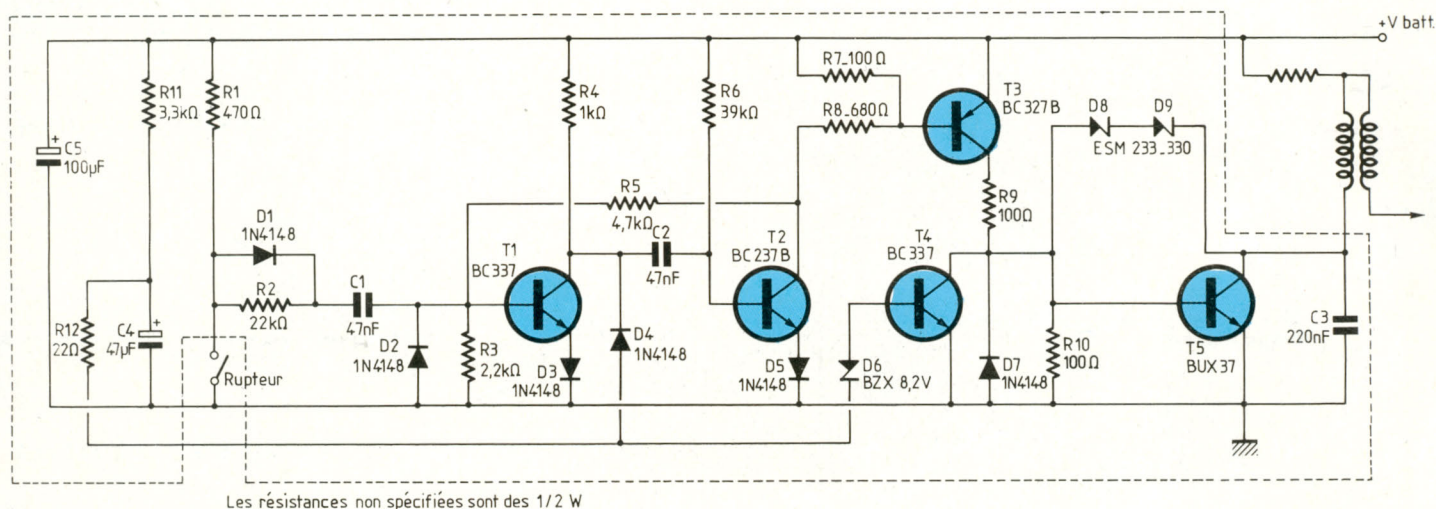 +V batt.
R11
3,3kΩ
R1
470Ω
R4
1kΩ
R6
39kΩ
R7_100Ω
R8_680Ω
T3
BC327B
D8
D9
ESM 233_330
C5
100µF
+
D1
1N4148
R2
22kΩ
C1
47nF
T1
BC337
R5
4,7kΩ
C2
47nF
T2
BC237B
T4
BC337
R9
100Ω
R12
22Ω
C4
47µF
+
Rupteur
D2
1N4148
R3
2,2kΩ
D3
1N4148
D4
1N4148
D5
1N4148
D6
BZX 8,2V
D7
1N4148
R10
100Ω
T5
BUX37
C3
220nF
Les résistances non spécifiées sont des 1/2 W